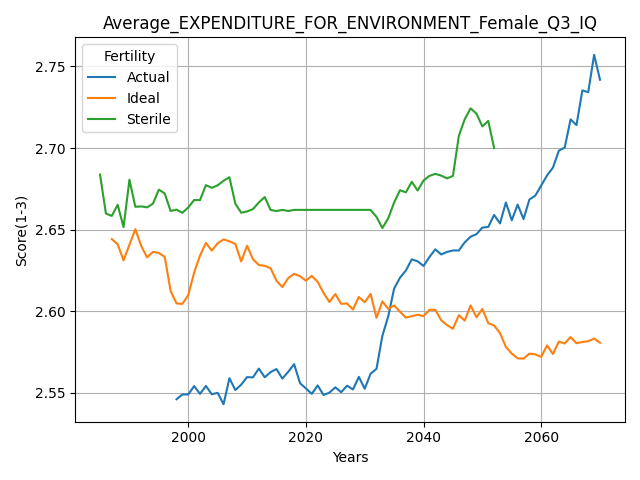 Average_EXPENDITURE_FOR_ENVIRONMENT_Female_Q3_IQ
Fertility
Actual
Ideal
Sterile
Score(1-3)
2.75
2.70
2.65
2.60
2.55
2000
2020
2040
2060
Years